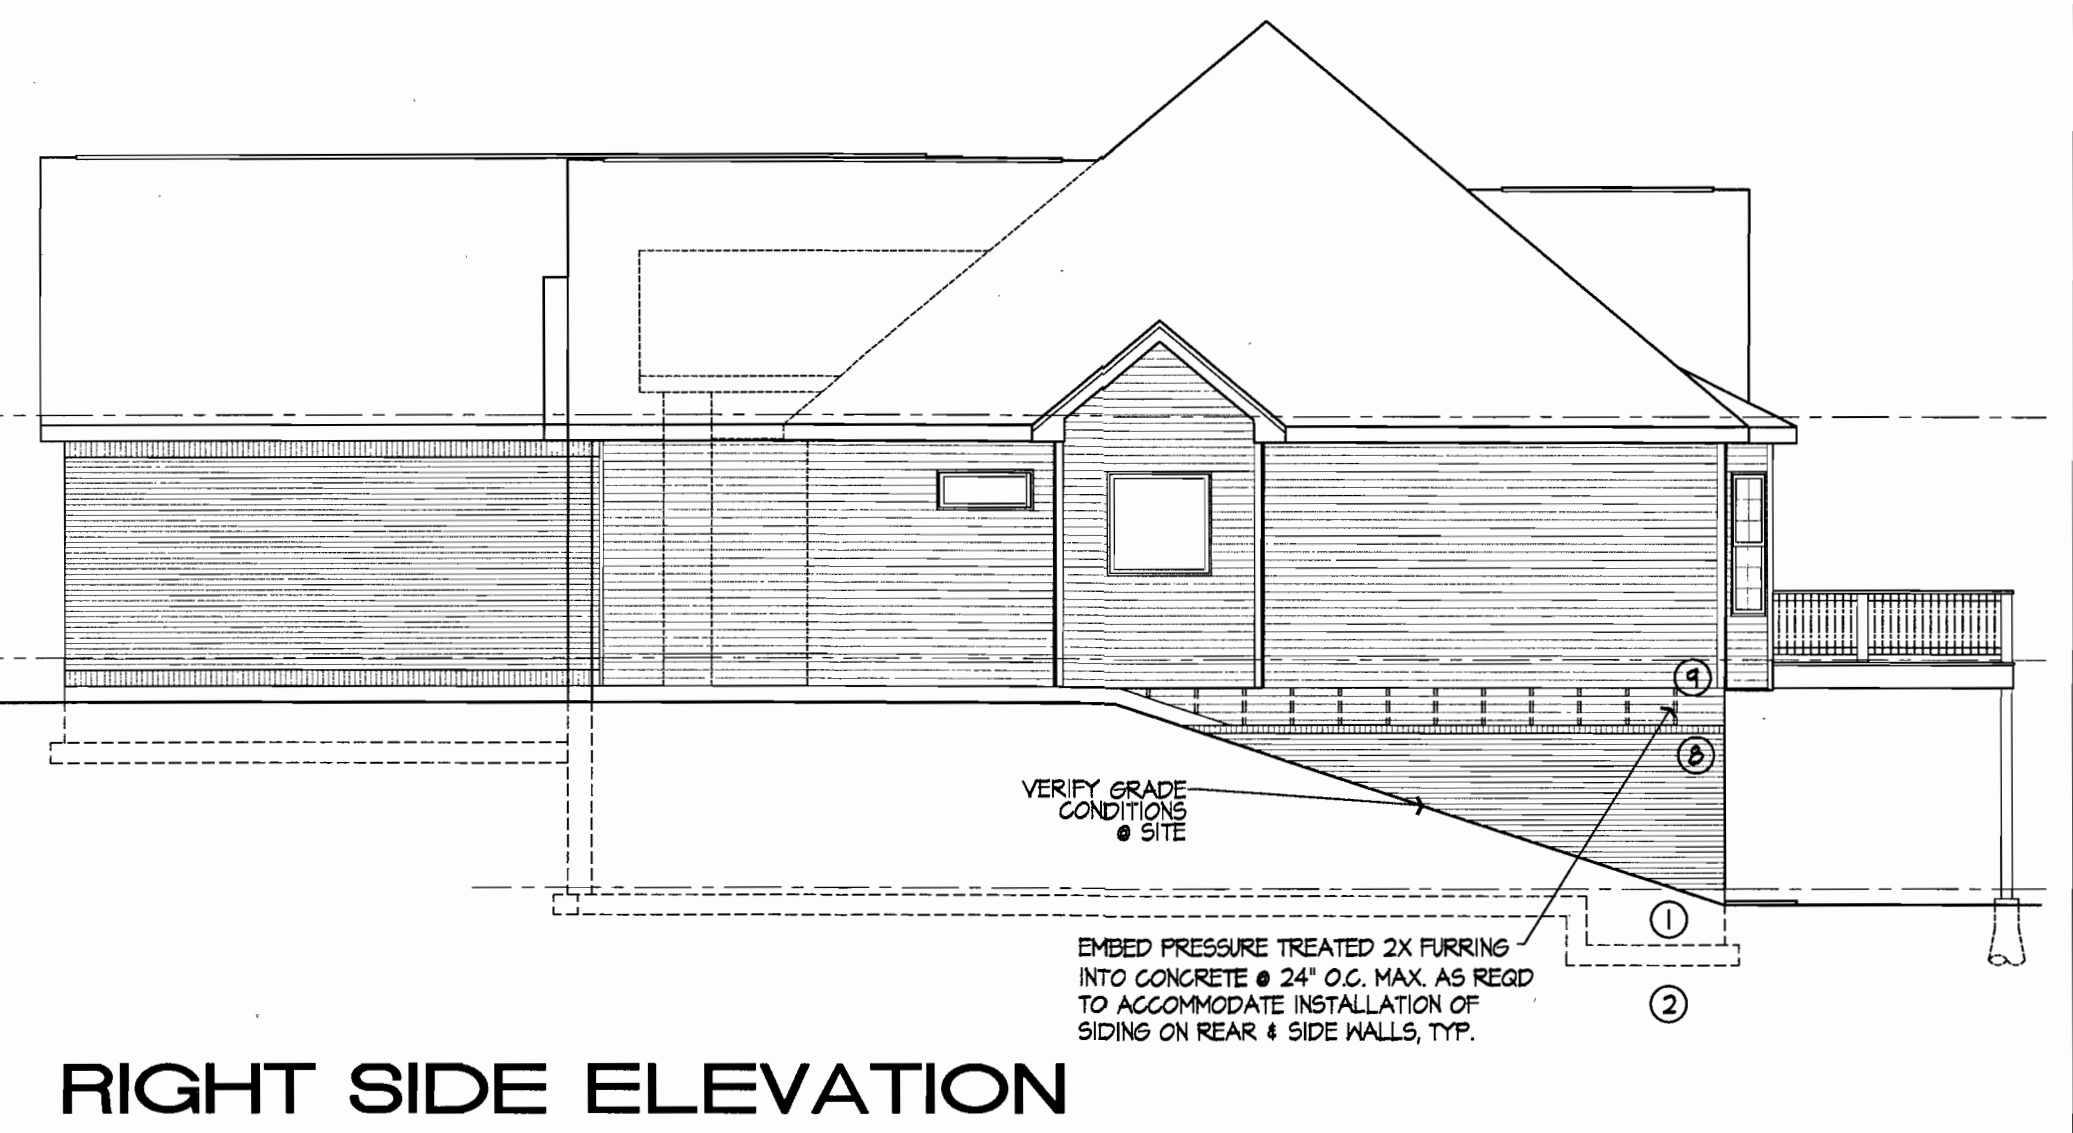 9
8
VERIFY GRADE
CONDITIONS
@ SITE
1
EMBED PRESSURE TREATED 2X FURRING
INTO CONCRETE @ 24" O.C. MAX. AS REQD
TO ACCOMMODATE INSTALLATION OF
SIDING ON REAR & SIDE WALLS, TYP.
2
RIGHT SIDE ELEVATION